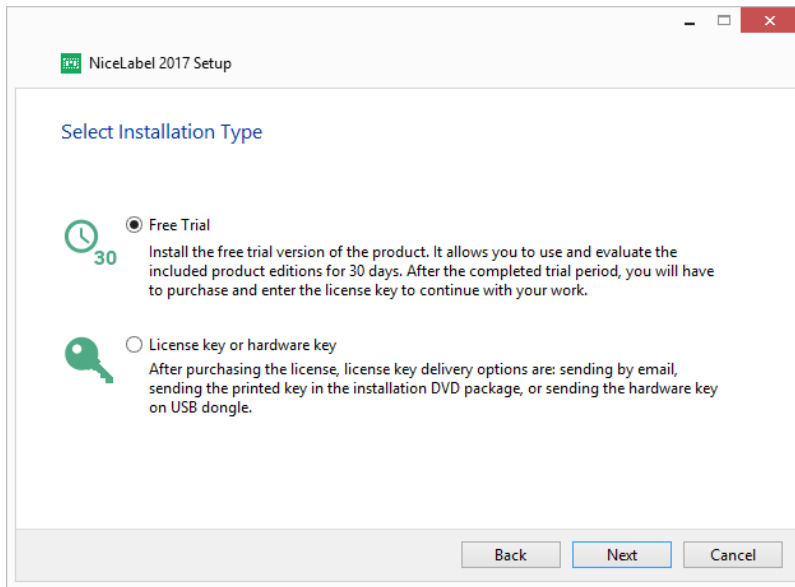 NiceLabel 2017 Setup
Select Installation Type
30
Free Trial
Install the free trial version of the product. It allows you to use and evaluate the
included product editions for 30 days. After the completed trial period, you will have
to purchase and enter the license key to continue with your work.
License key or hardware key
After purchasing the license, license key delivery options are: sending by email,
sending the printed key in the installation DVD package, or sending the hardware key
on USB dongle.
Back Next Cancel